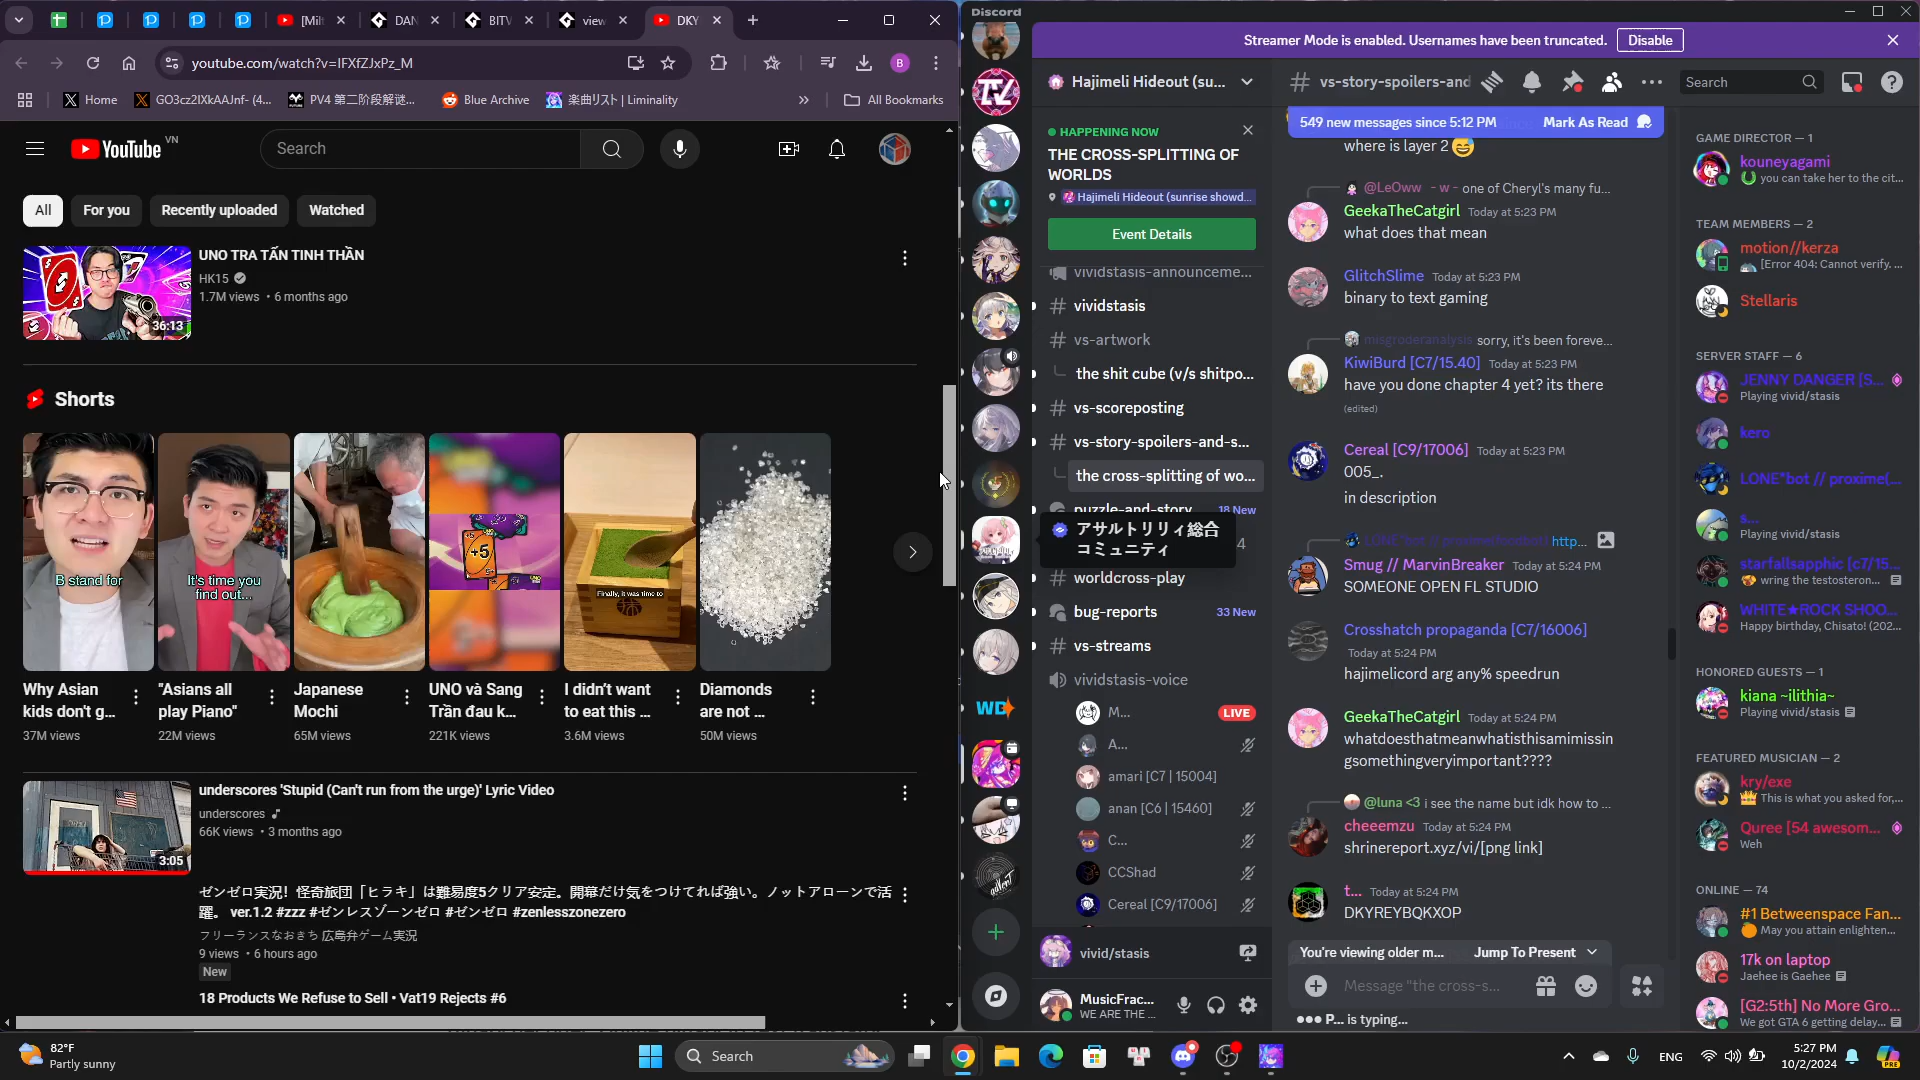 [Milt
DAN
BITV
view
DKY
youtube.com/watch?v=IFXfZJxPz_M
B
Home
GO3cz2IXkAAJnf- (4...
PV4 第二阶段解谜...
Blue Archive
楽曲リスト | Liminality
All Bookmarks
YouTube VN
Search
All
For you
Recently uploaded
Watched
UNO TRA TẤN TINH THẦN
HK15
1.7M views • 6 months ago
36:13
Shorts
B stand for
It's time you
find out...
+5
Finally, it was time to
Why Asian
kids don't g...
37M views
"Asians all
play Piano"
22M views
Japanese
Mochi
65M views
UNO và Sang
Trần đau k...
221K views
I didn't want
to eat this ...
3.6M views
Diamonds
are not ...
50M views
underscores 'Stupid (Can't run from the urge)' Lyric Video
underscores
66K views • 3 months ago
3:05
ゼンゼロ実況！怪奇旅団「ヒラキ」は難易度5クリア安定。開幕だけ気をつけてれば強い。ノットアローンで活
躍。 ver.1.2 #zzz #ゼンレスゾーンゼロ #ゼンゼロ #zenlesszonezero
フリーランスなおきち 広島弁ゲーム実況
9 views • 6 hours ago
New
18 Products We Refuse to Sell • Vat19 Rejects #6
Discord
Streamer Mode is enabled. Usernames have been truncated.
Disable
Hajimeli Hideout (su...
HAPPENING NOW
THE CROSS-SPLITTING OF
WORLDS
Hajimeli Hideout (sunrise showd...
Event Details
vividstasis-announceme...
vividstasis
vs-artwork
the shit cube (v/s shitpo...
vs-scoreposting
vs-story-spoilers-and-s...
the cross-splitting of wo...
puzzle-and-story
18 New
アサルトリリィ総合
コミュニティ
4
worldcross-play
bug-reports
33 New
vs-streams
vividstasis-voice
M...
LIVE
A...
amari [C7 | 15004]
anan [C6 | 15460]
C...
CCShad
Cereal [C9/17006]
vivid/stasis
MusicFrac...
WE ARE THE ...
vs-story-spoilers-and
Search
549 new messages since 5:12 PM
Mark As Read
where is layer 2
@LeOww - w - one of Cheryl's many fu...
GeekaTheCatgirl Today at 5:23 PM
what does that mean
GlitchSlime Today at 5:23 PM
binary to text gaming
misgroderanalysis sorry, it's been foreve...
KiwiBurd [C7/15.40] Today at 5:23 PM
have you done chapter 4 yet? its there
(edited)
Cereal [C9/17006] Today at 5:23 PM
005_.
in description
http...
Smug // MarvinBreaker Today at 5:24 PM
SOMEONE OPEN FL STUDIO
Crosshatch propaganda [C7/16006]
Today at 5:24 PM
hajimelicord arg any% speedrun
GeekaTheCatgirl Today at 5:24 PM
whatdoesthatmeanwhatisthisamimissin
gsomethingveryimportant????
@luna <3 i see the name but idk how to ...
cheeemzu Today at 5:24 PM
shrinereport.xyz/vi/[png link]
t... Today at 5:24 PM
DKYREYBQKXOP
You're viewing older m...
Jump To Present
Message "the cross-s...
P... is typing...
GAME DIRECTOR — 1
kouneyagami
you can take her to the cit...
TEAM MEMBERS — 2
motion//kerza
[Error 404: Cannot verify. ...
Stellaris
SERVER STAFF — 6
JENNY DANGER [S...
Playing vivid/stasis
kero
LONE*bot // proxime(...
s...
Playing vivid/stasis
starfallsapphic [c7/15...
wring the testosteron...
WHITE★ROCK SHOO...
Happy birthday, Chisato! (202...
HONORED GUESTS — 1
kiana ~ilithia~
Playing vivid/stasis
FEATURED MUSICIAN — 2
kry/exe
This is what you asked for,...
Quree [54 awesom...
Weh
ONLINE — 74
#1 Betweenspace Fan...
May you attain enlighten...
17k on laptop
Jaehee is Gaehee
[G2:5th] No More Gro...
We got GTA 6 getting delay...
82°F
Partly sunny
Search
ENG
5:27 PM
10/2/2024